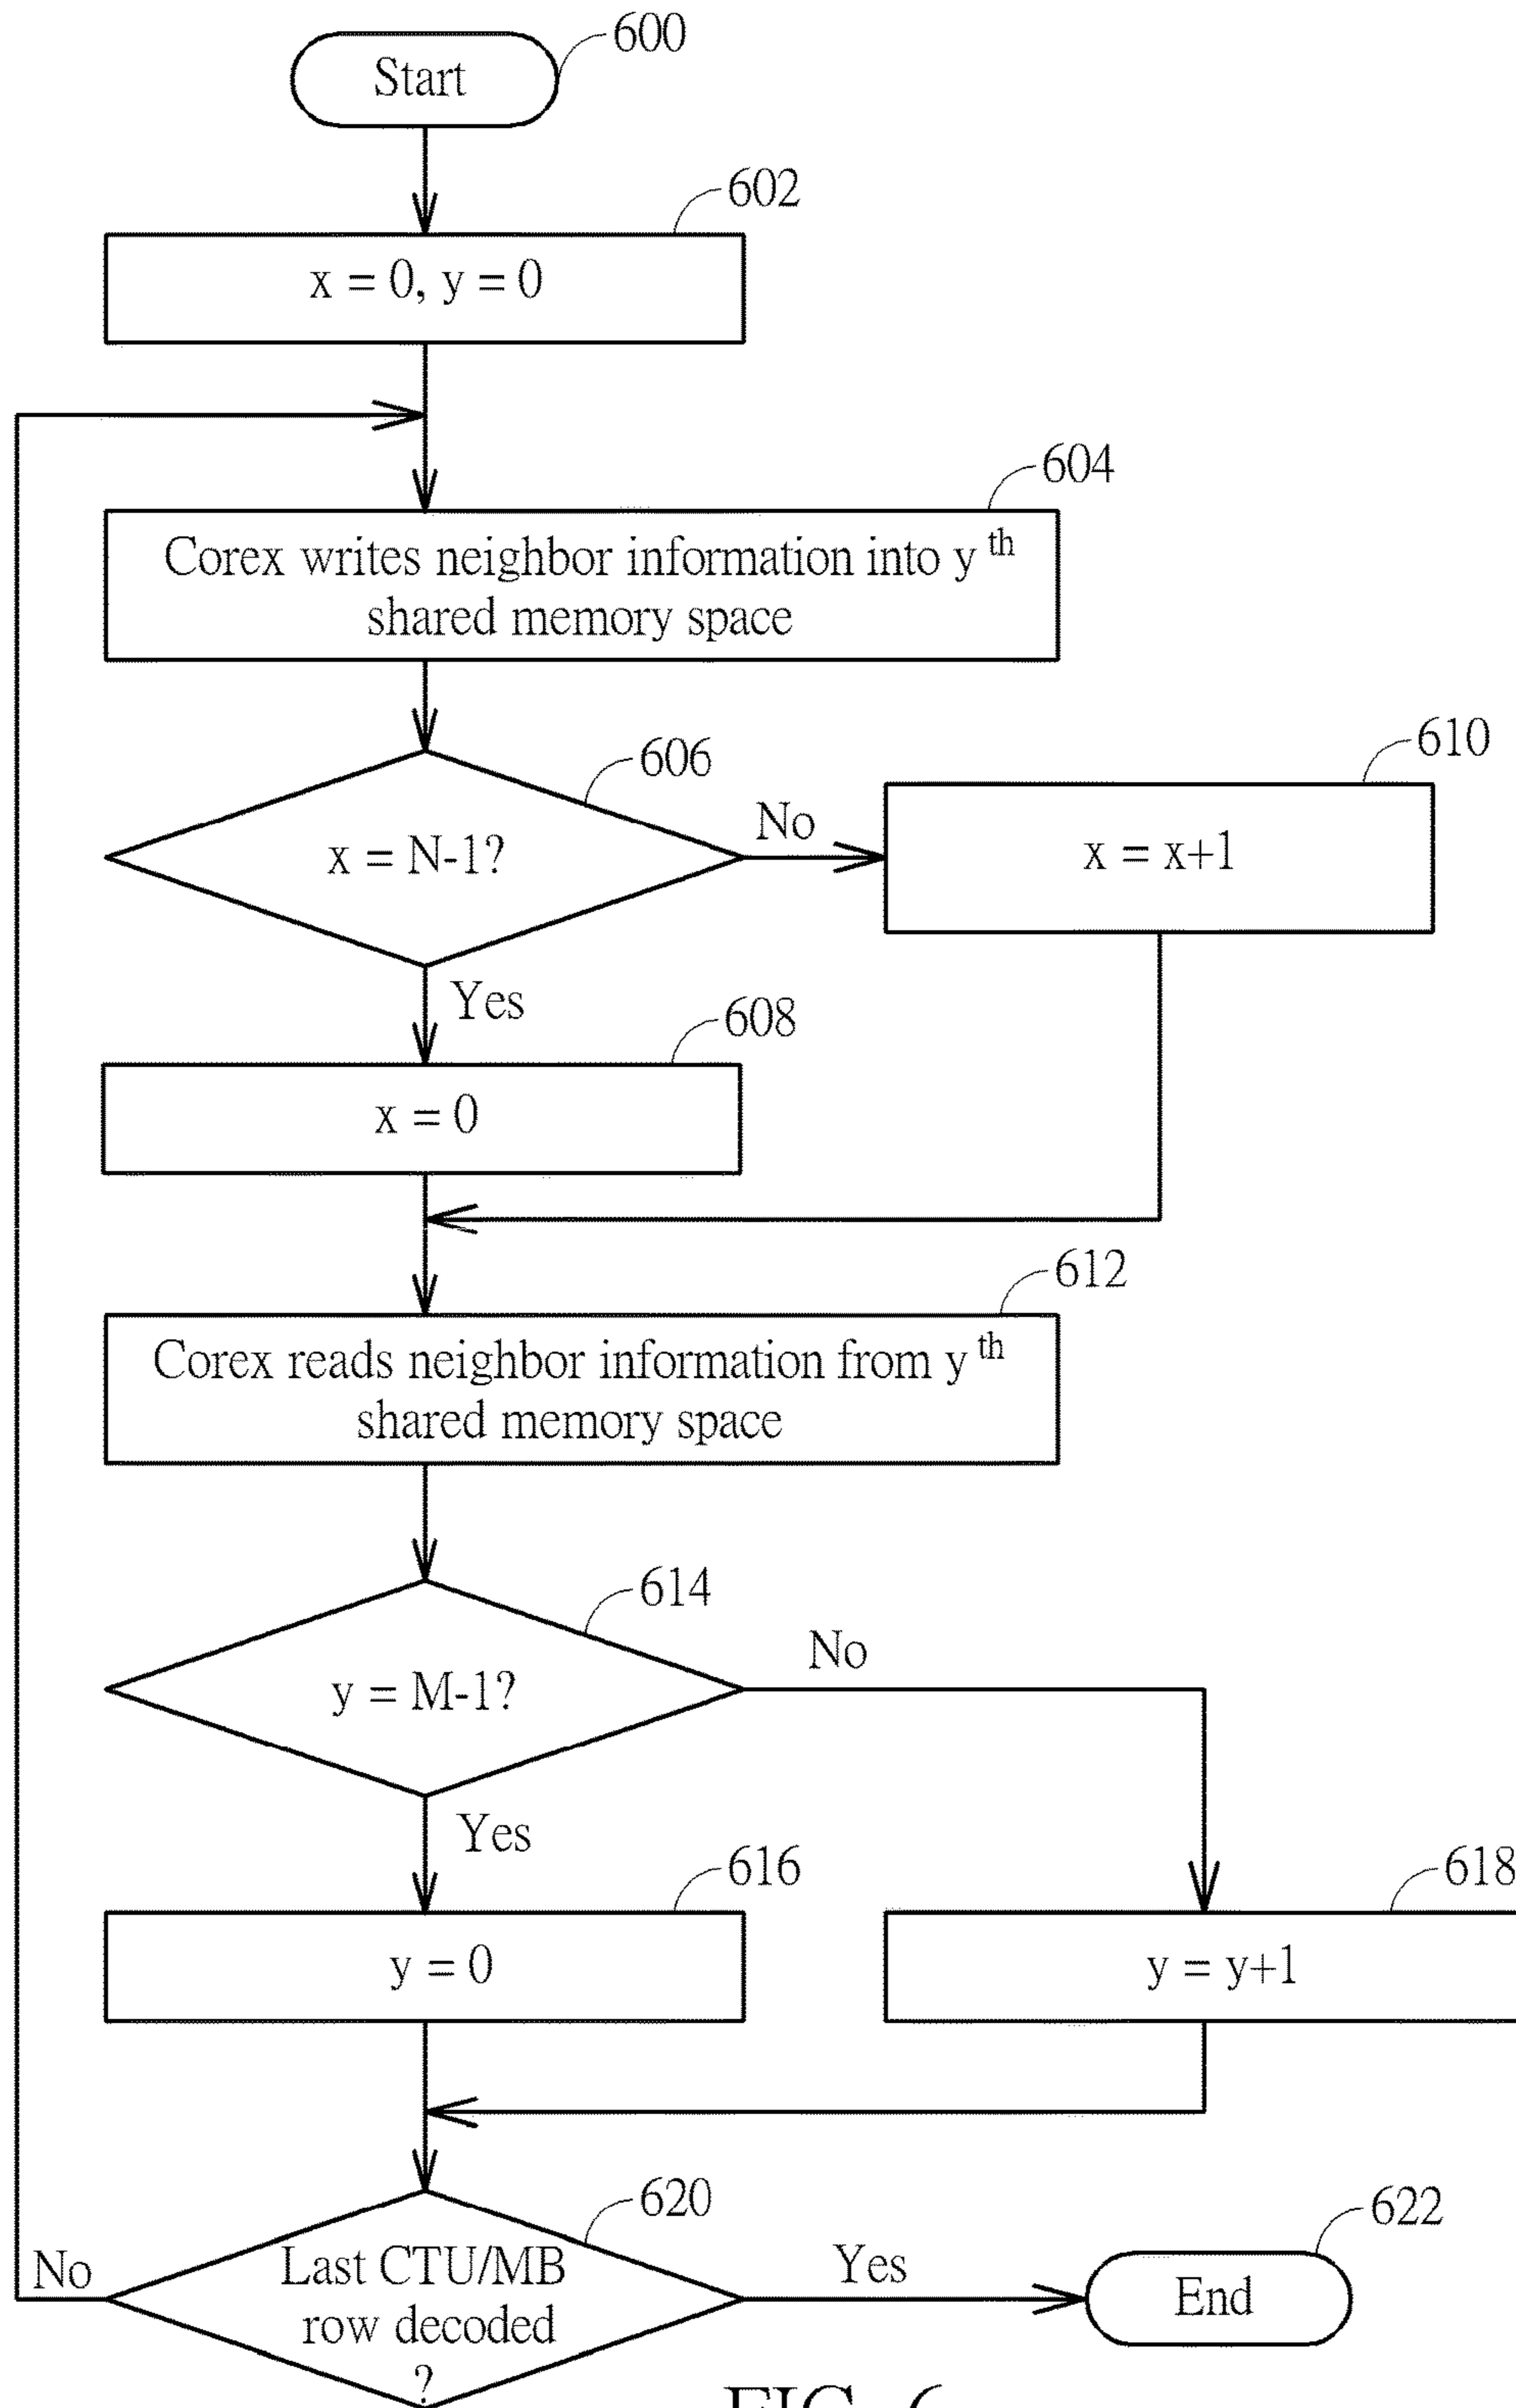 Start
600
602
x = 0, y = 0
604
Corex writes neighbor information into y th
shared memory space
606
x = N-1?
No
610
x = x+1
Yes
608
x = 0
612
Corex reads neighbor information from y th
shared memory space
614
y = M-1?
No
Yes
616
y = 0
618
y = y+1
620
Last CTU/MB
row decoded
?
No
Yes
622
End
FIG. 6